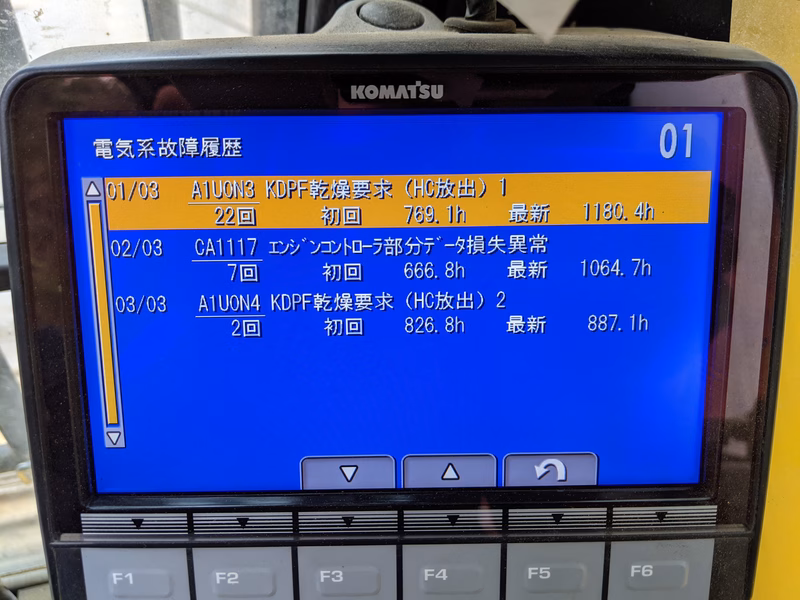 KOMATSU
電気系故障履歴 01
01/03 A1U0N3 KDPF乾燥要求（HC放出）1
22回 初回 769.1h 最新 1180.4h
02/03 CA1117 ｴﾝｼﾞﾝｺﾝﾄﾛｰﾗ部分ﾃﾞｰﾀ損失異常
7回 初回 666.8h 最新 1064.7h
03/03 A1U0N4 KDPF乾燥要求（HC放出）2
2回 初回 826.8h 最新 887.1h
F1 F2 F3 F4 F5 F6